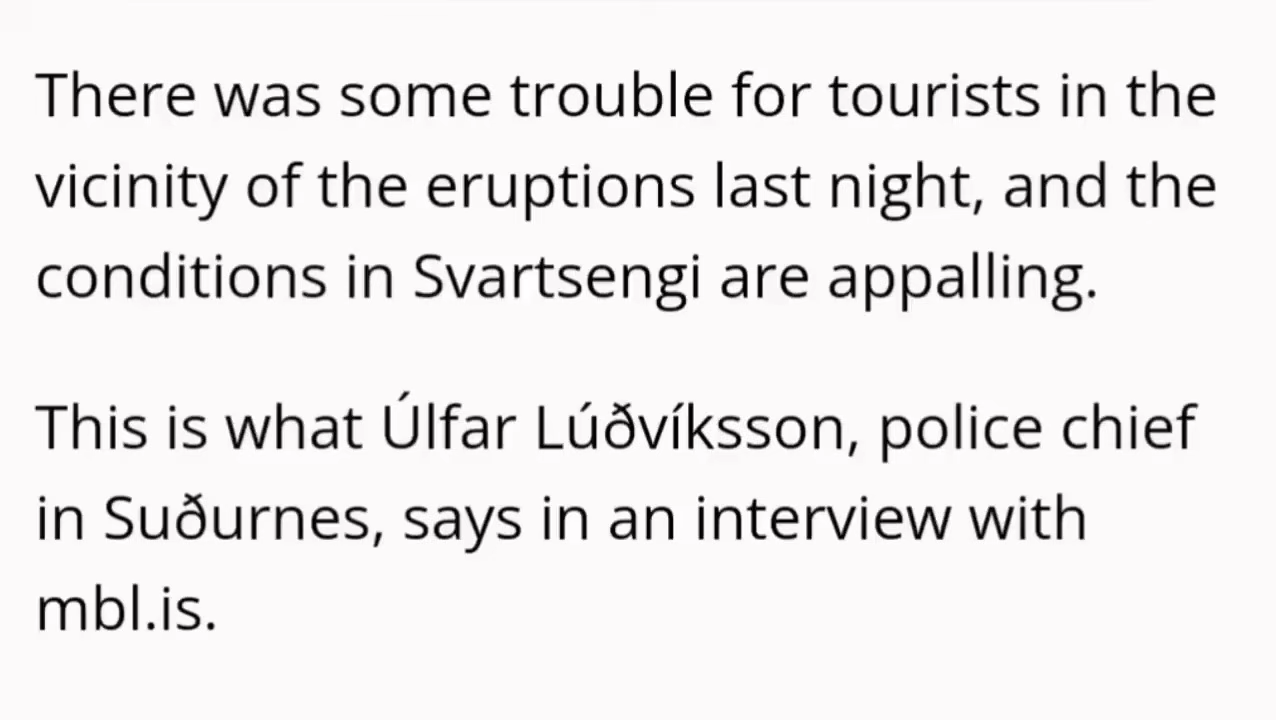 There was some trouble for tourists in the
vicinity of the eruptions last night, and the
conditions in Svartsengi are appalling.
This is what Úlfar Lúðvíksson, police chief
in Suðurnes, says in an interview with
mbl.is.